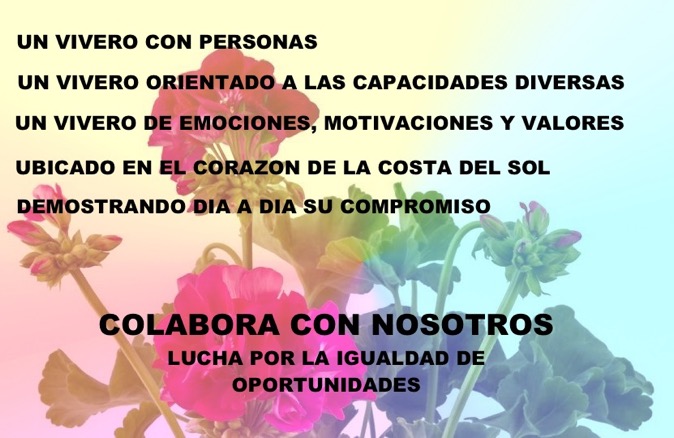 UN VIVERO CON PERSONAS
UN VIVERO ORIENTADO A LAS CAPACIDADES DIVERSAS
UN VIVERO DE EMOCIONES, MOTIVACIONES Y VALORES
UBICADO EN EL CORAZON DE LA COSTA DEL SOL
DEMOSTRANDO DIA A DIA SU COMPROMISO
COLABORA CON NOSOTROS
LUCHA POR LA IGUALDAD DE
OPORTUNIDADES